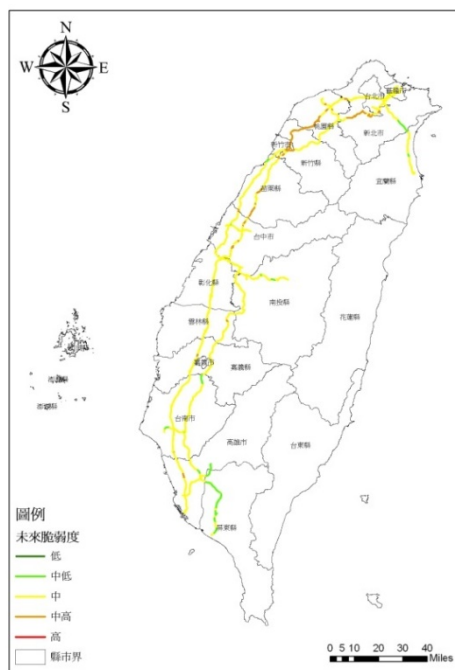 N
W E
S
台北市
基隆市
桃園縣
新北市
新竹市
新竹縣
宜蘭縣
苗栗縣
台中市
彰化縣
南投縣
花蓮縣
雲林縣
嘉義市
嘉義縣
台南市
高雄市
台東縣
屏東縣
圖例
未來脆弱度
低
中低
中
中高
高
縣市界
0 5 10 20 30 40
Miles